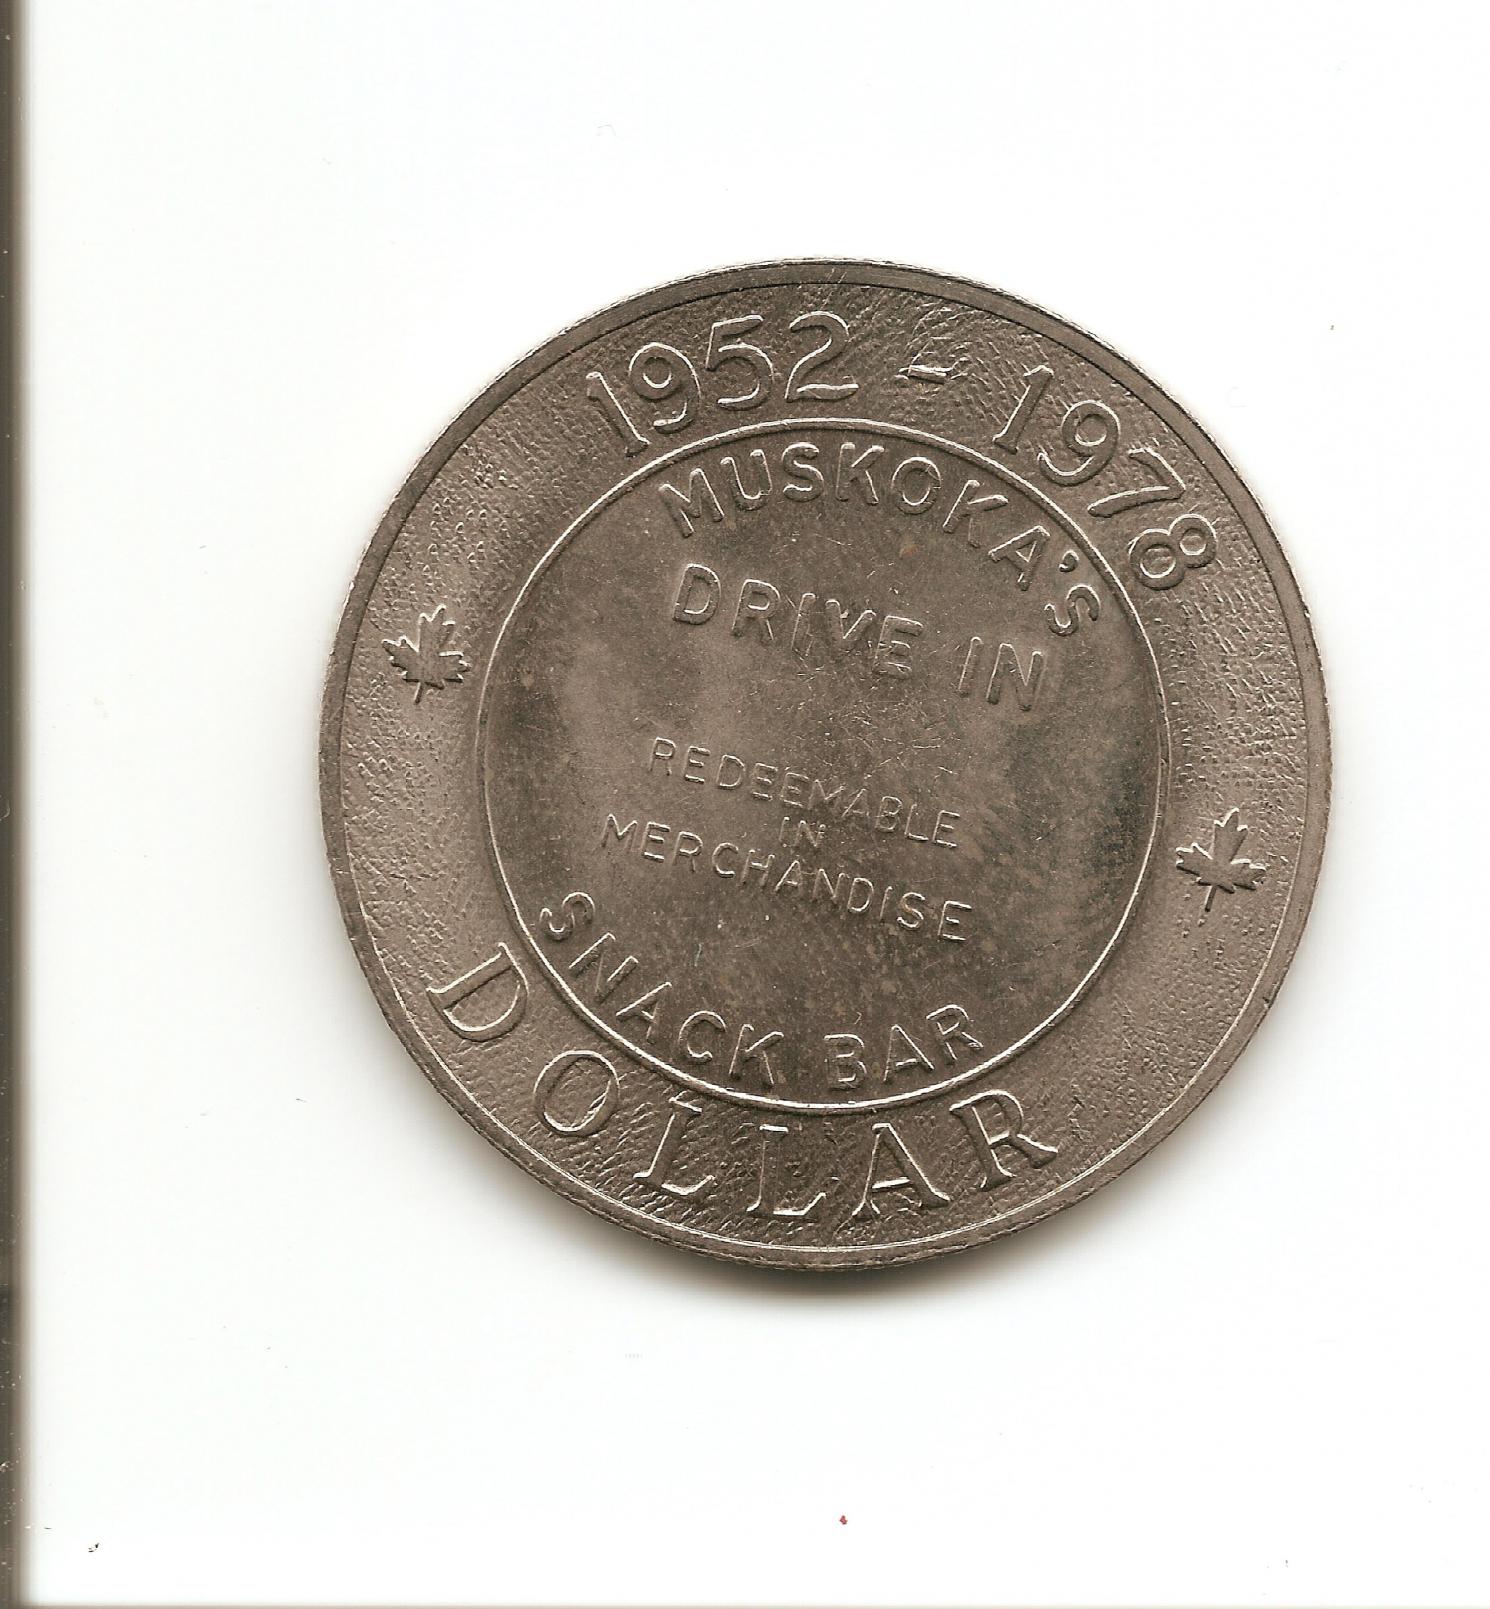 1952 - 1978
MUSKOKA'S
DRIVE IN
REDEEMABLE
IN
MERCHANDISE
SNACK BAR
DOLLAR